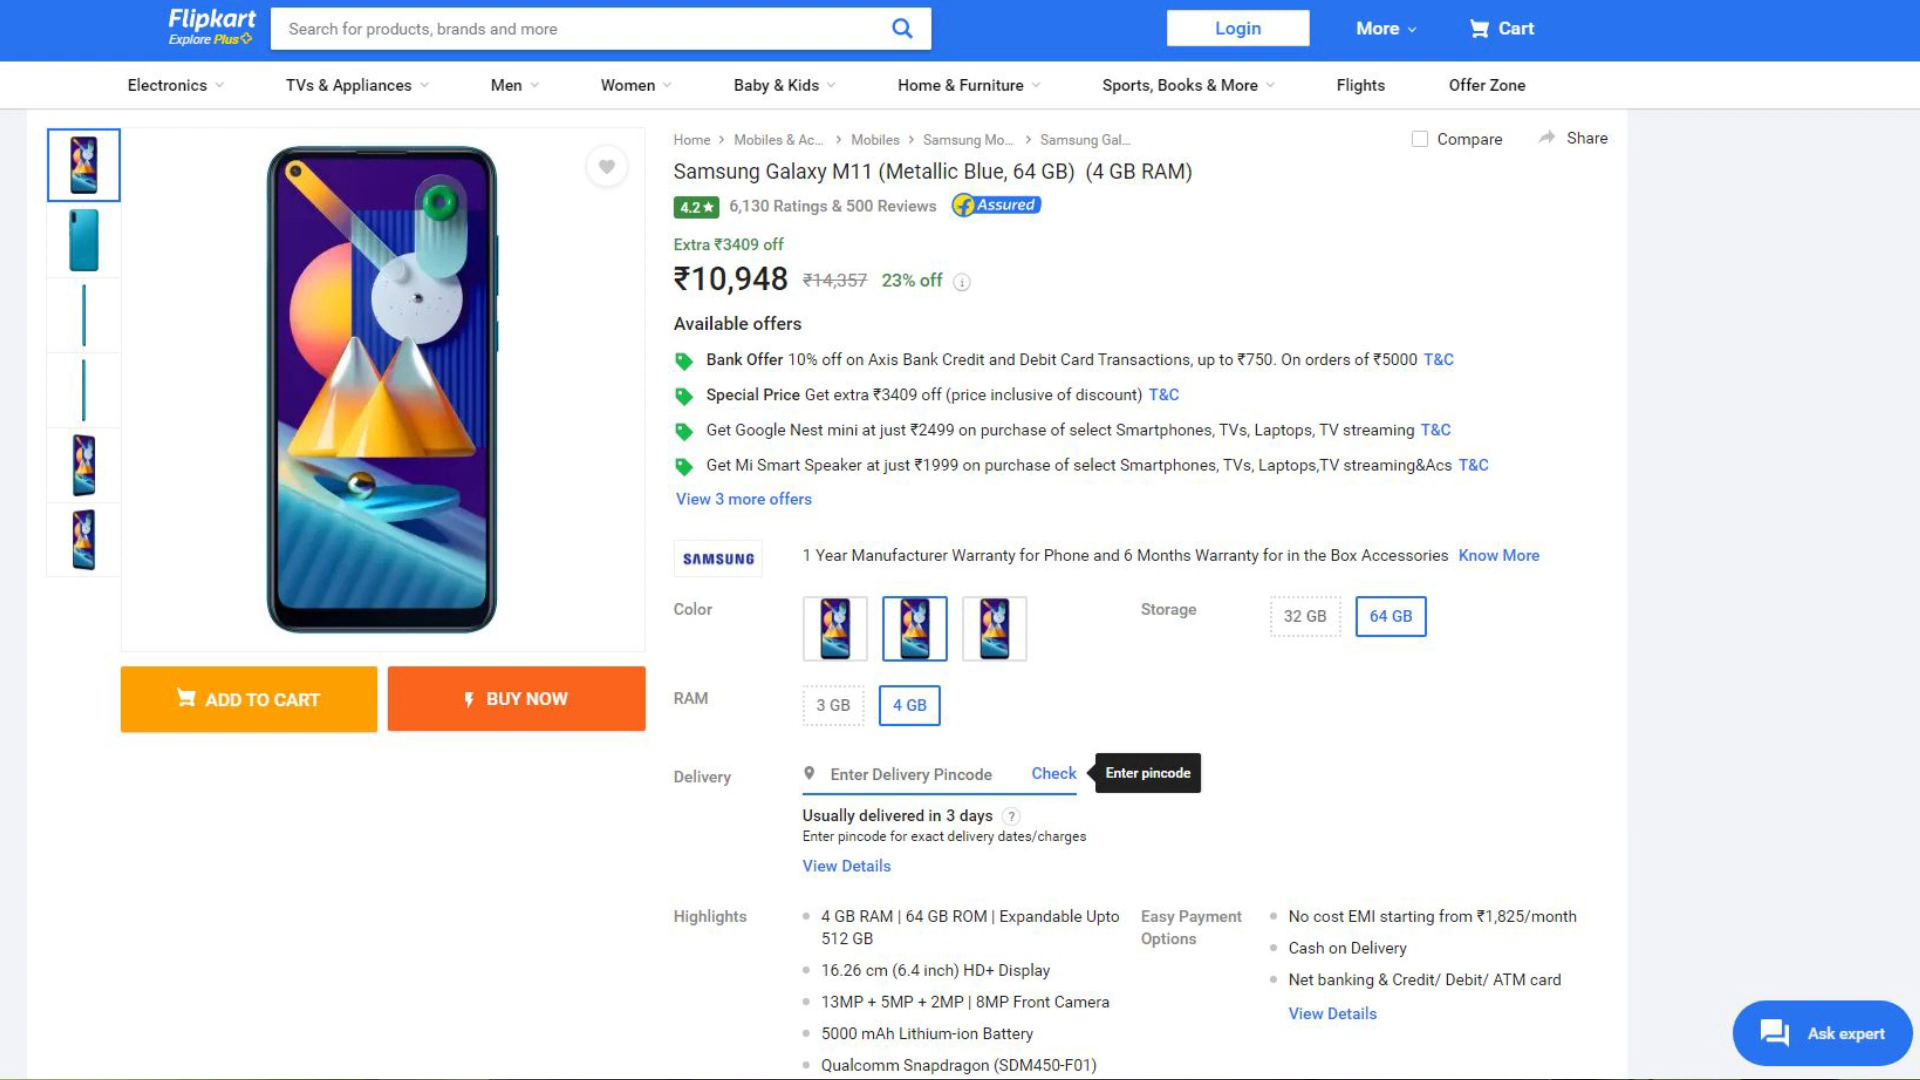 Flipkart
Explore Plus
Search for products, brands and more
Login
More
Cart
Electronics
TVs & Appliances
Men
Women
Baby & Kids
Home & Furniture
Sports, Books & More
Flights
Offer Zone
Home > Mobiles & Ac... > Mobiles > Samsung Mo... > Samsung Gal...
Compare
Share
Samsung Galaxy M11 (Metallic Blue, 64 GB) (4 GB RAM)
4.2★ 6,130 Ratings & 500 Reviews Assured
Extra ₹3409 off
₹10,948 ₹14,357 23% off i
Available offers
Bank Offer 10% off on Axis Bank Credit and Debit Card Transactions, up to ₹750. On orders of ₹5000 T&C
Special Price Get extra ₹3409 off (price inclusive of discount) T&C
Get Google Nest mini at just ₹2499 on purchase of select Smartphones, TVs, Laptops, TV streaming T&C
Get Mi Smart Speaker at just ₹1999 on purchase of select Smartphones, TVs, Laptops,TV streaming&Acs T&C
View 3 more offers
SAMSUNG
1 Year Manufacturer Warranty for Phone and 6 Months Warranty for in the Box Accessories Know More
Color
Storage
32 GB
64 GB
ADD TO CART
BUY NOW
RAM
3 GB
4 GB
Delivery
Enter Delivery Pincode
Check
Enter pincode
Usually delivered in 3 days ?
Enter pincode for exact delivery dates/charges
View Details
Highlights
4 GB RAM | 64 GB ROM | Expandable Upto
512 GB
16.26 cm (6.4 inch) HD+ Display
13MP + 5MP + 2MP | 8MP Front Camera
5000 mAh Lithium-ion Battery
Qualcomm Snapdragon (SDM450-F01)
Easy Payment
Options
No cost EMI starting from ₹1,825/month
Cash on Delivery
Net banking & Credit/ Debit/ ATM card
View Details
Ask expert